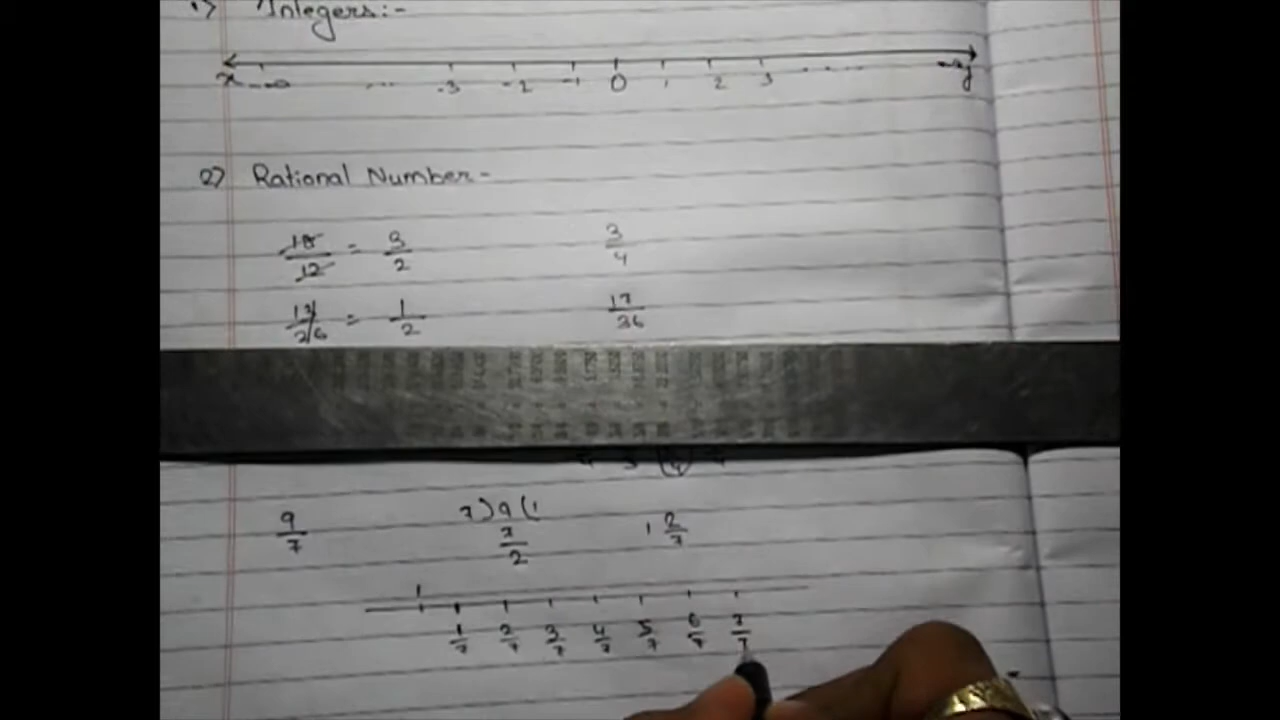 1) Integers:-
x -∞ ... -3 -2 -1 0 1 2 3 ..... y
2) Rational Number-
18/12 = 3/2 3/4
13/26 = 1/2 17/36
9/7 7)9(1 1 2/7
7
2
1
1/7 2/7 3/7 4/7 5/7 6/7 7/7